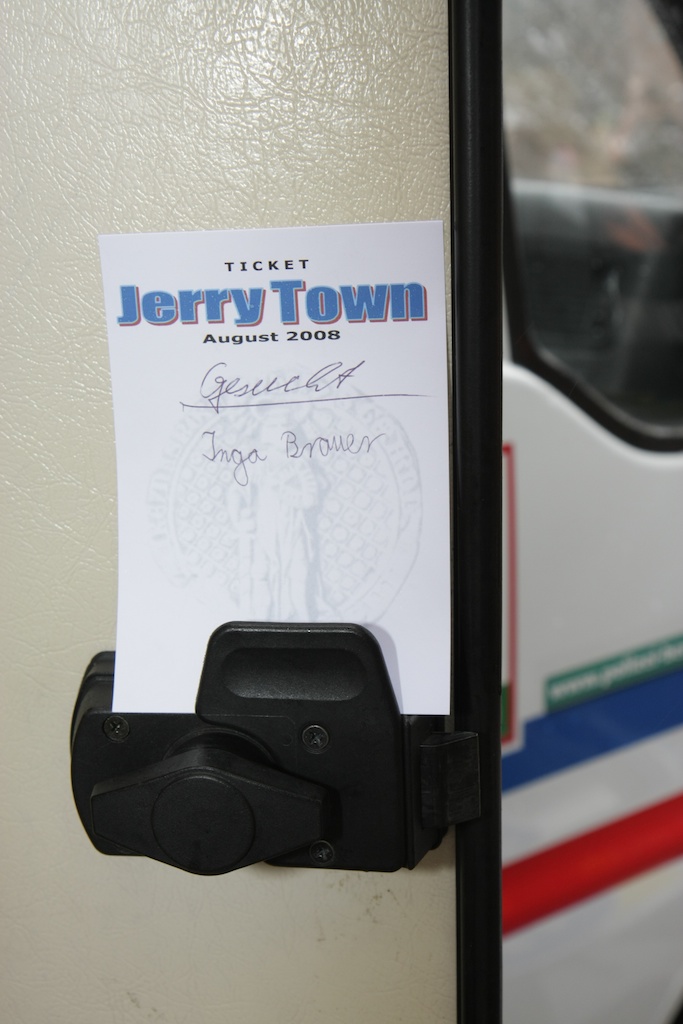 TICKET
Jerry Town
August 2008
Gesucht
Inga Brauer